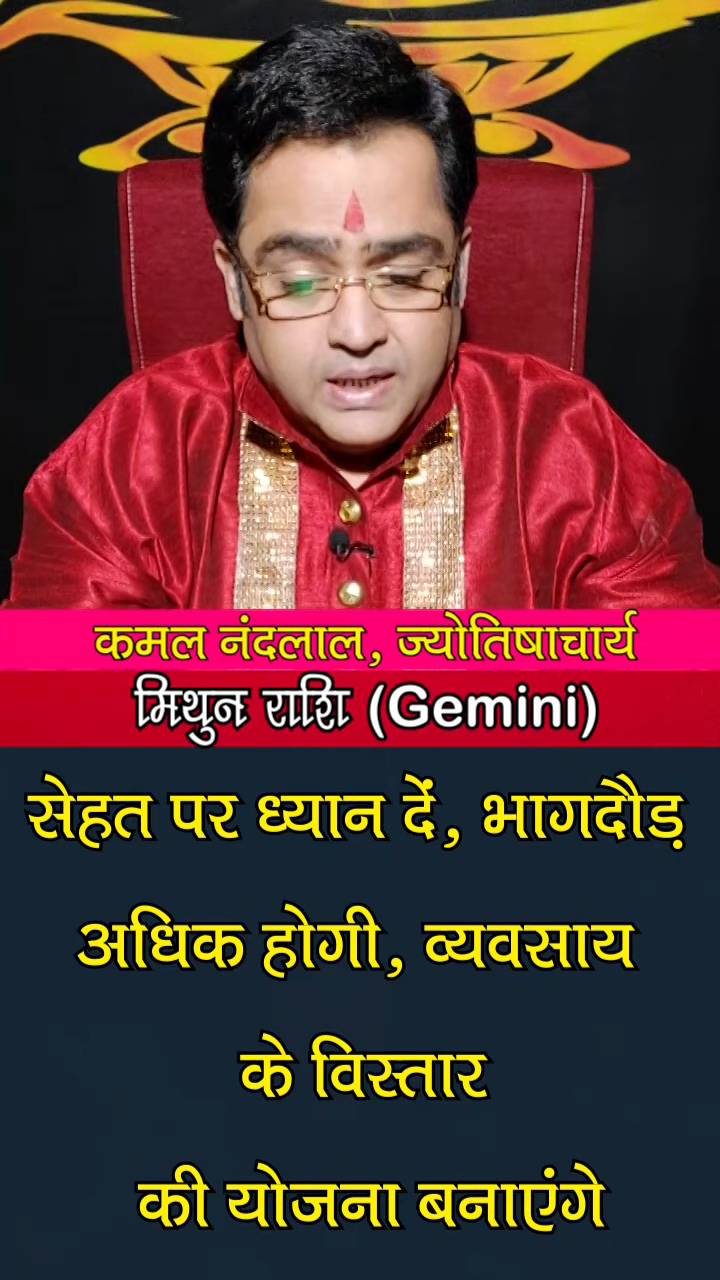 कमल नंदलाल, ज्योतिषाचार्य
मिथुन राशि (Gemini)
सेहत पर ध्यान दें, भागदौड़
अधिक होगी, व्यवसाय
के विस्तार
की योजना बनाएंगे